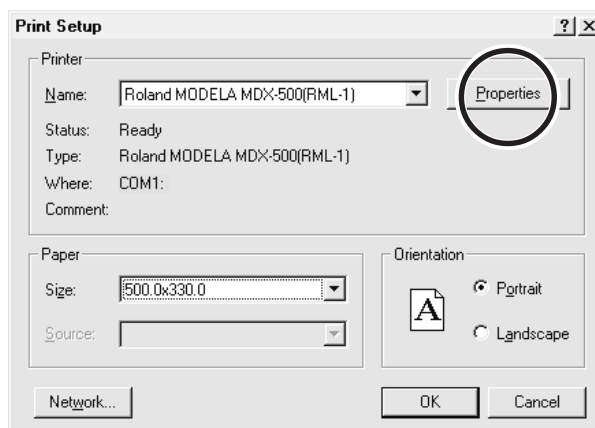 Print Setup
? ×
Printer
Name: Roland MODELA MDX-500(RML-1) Properties
Status: Ready
Type: Roland MODELA MDX-500(RML-1)
Where: COM1:
Comment:
Paper
Size: 500.0x330.0
Source:
Orientation
A
Portrait
Landscape
Network... OK Cancel